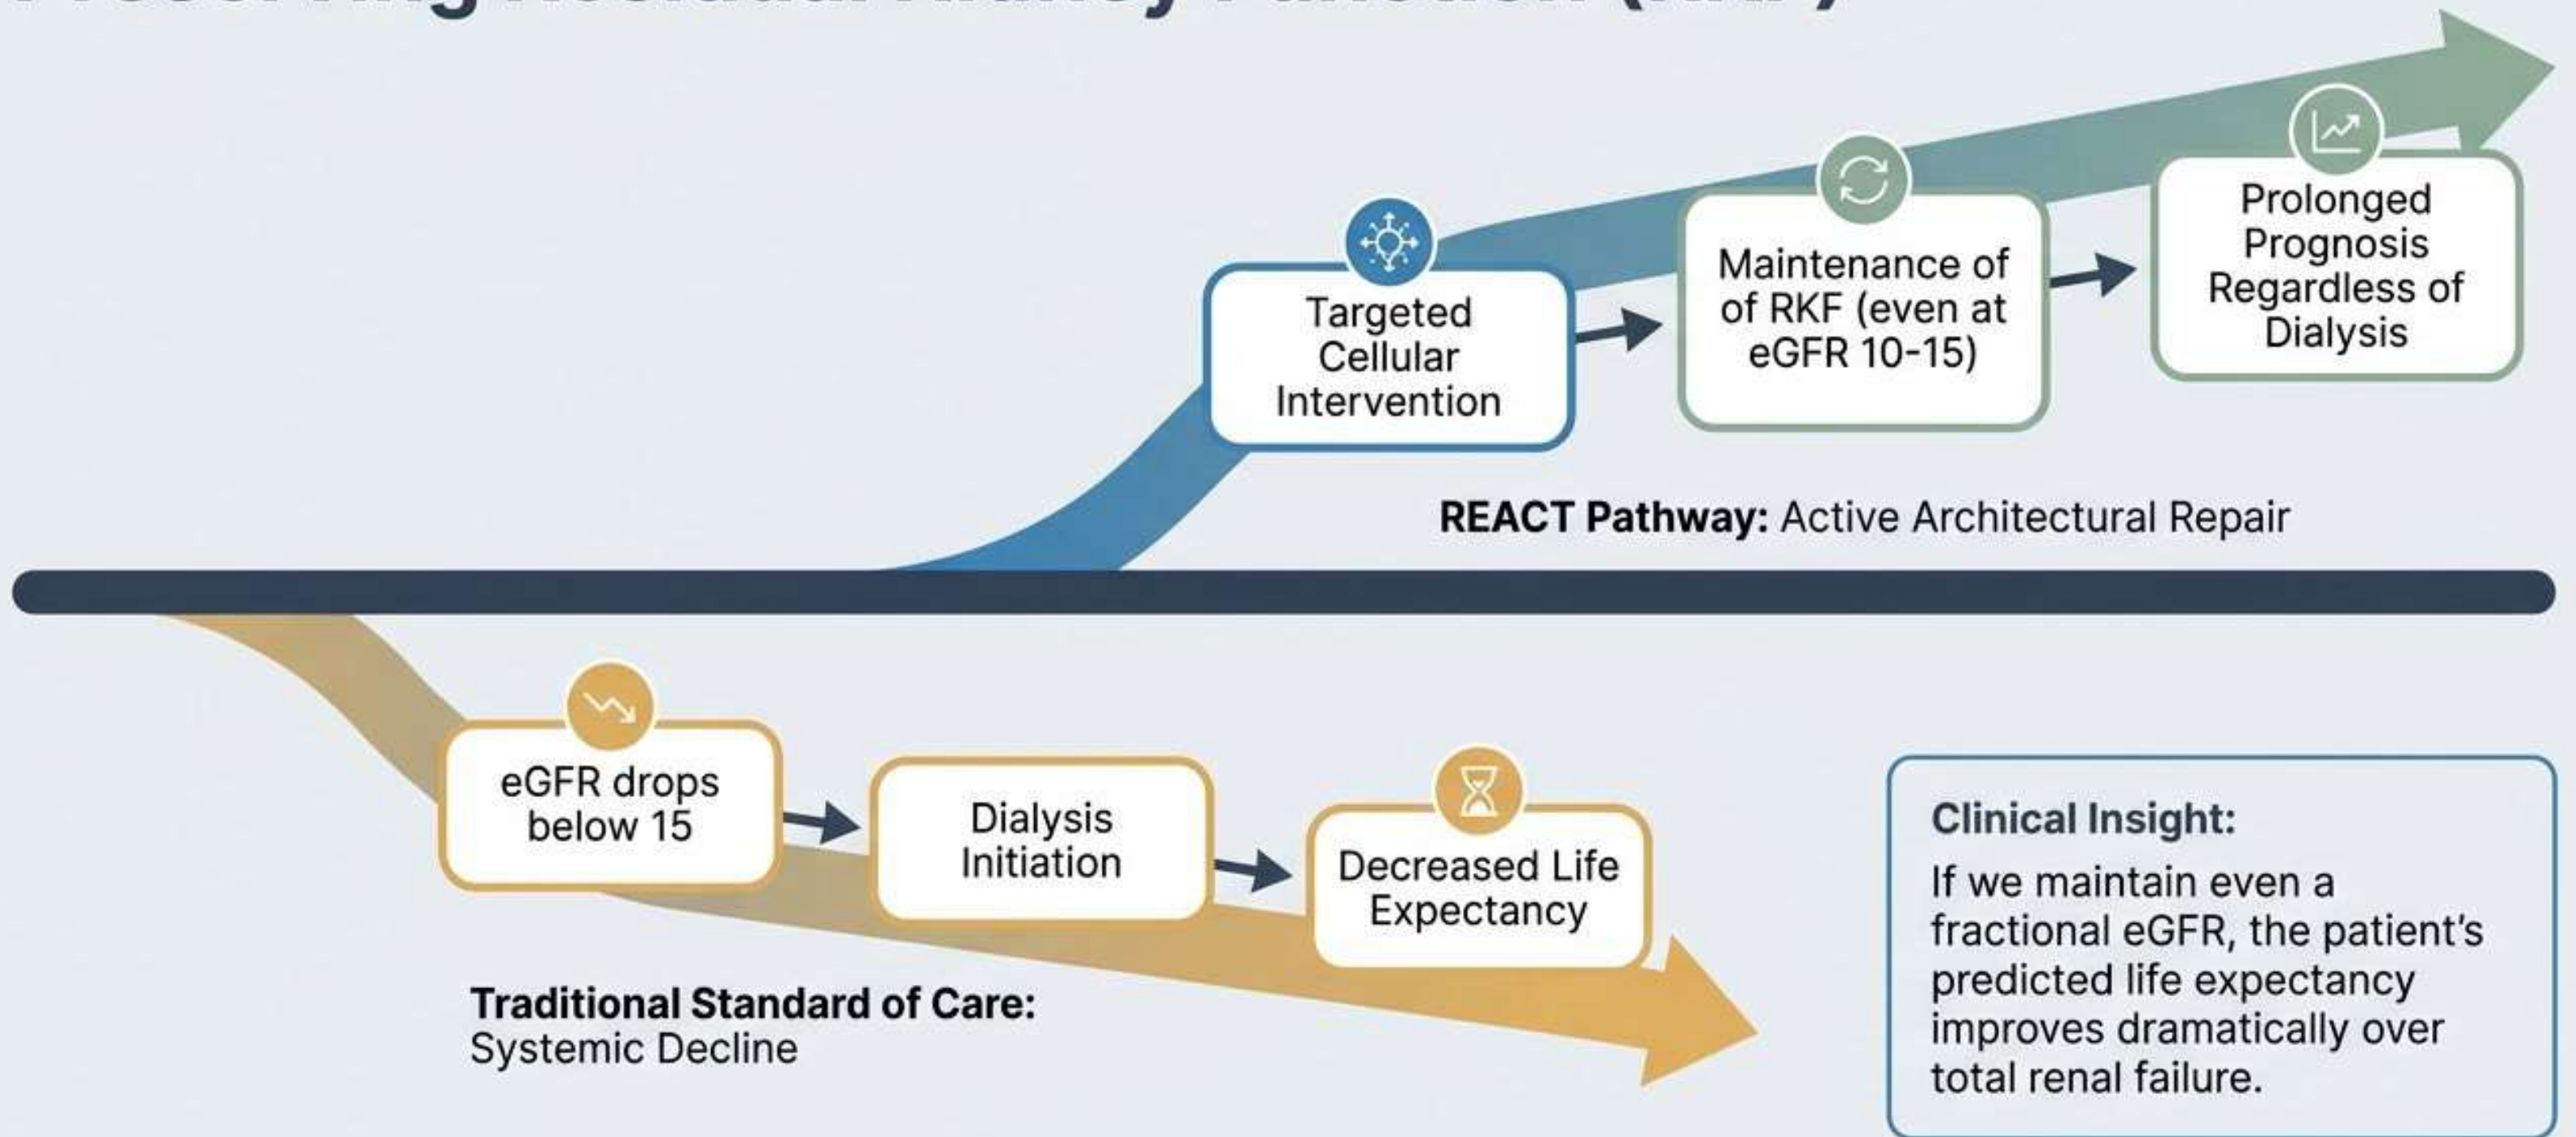 Targeted
Cellular
Intervention
Maintenance of
of RKF (even at
eGFR 10-15)
Prolonged
Prognosis
Regardless of
Dialysis
REACT Pathway: Active Architectural Repair
eGFR drops
below 15
Dialysis
Initiation
Decreased Life
Expectancy
Traditional Standard of Care:
Systemic Decline
Clinical Insight:
If we maintain even a
fractional eGFR, the patient's
predicted life expectancy
improves dramatically over
total renal failure.